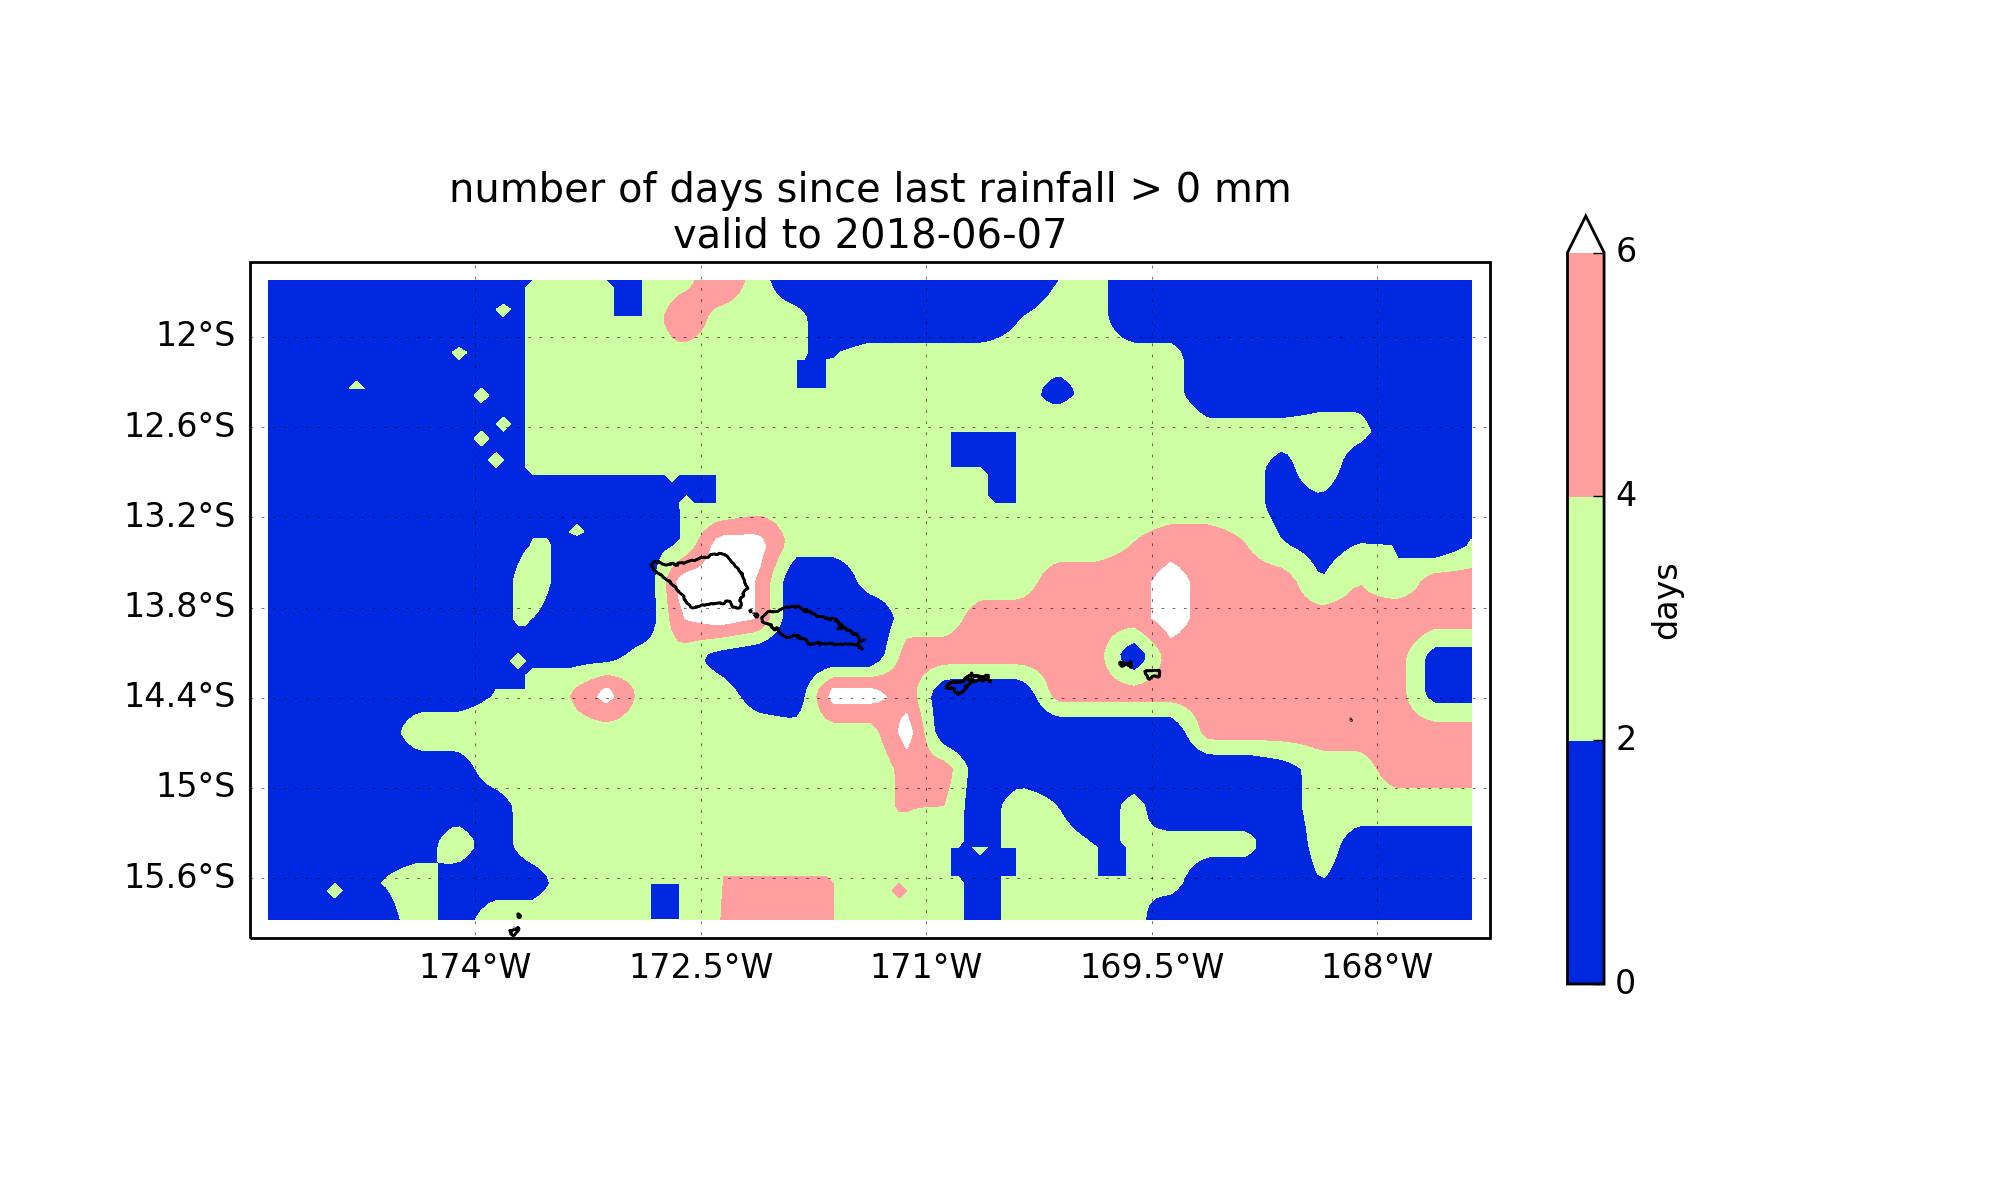 number of days since last rainfall > 0 mm
valid to 2018-06-07
12°S
12.6°S
13.2°S
13.8°S
14.4°S
15°S
15.6°S
174°W 172.5°W 171°W 169.5°W 168°W
6
4
2
0
days